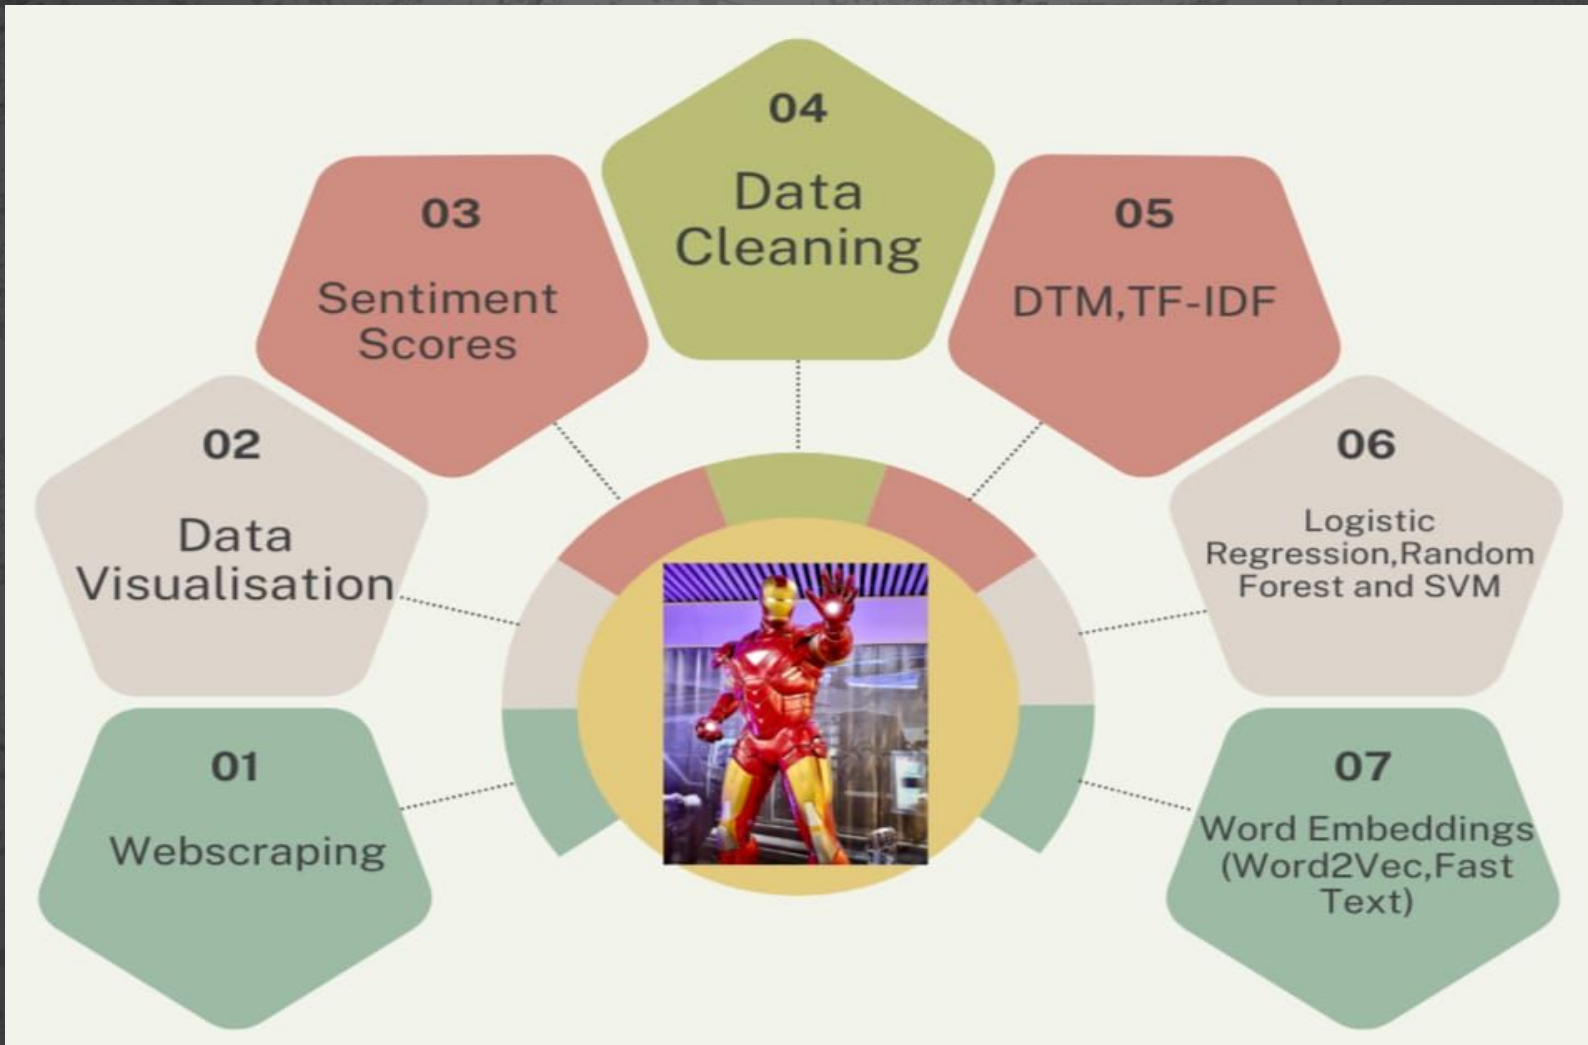 01
Webscraping
02
Data
Visualisation
03
Sentiment
Scores
04
Data
Cleaning
05
DTM,TF-IDF
06
Logistic
Regression,Random
Forest and SVM
07
Word Embeddings
(Word2Vec,Fast
Text)